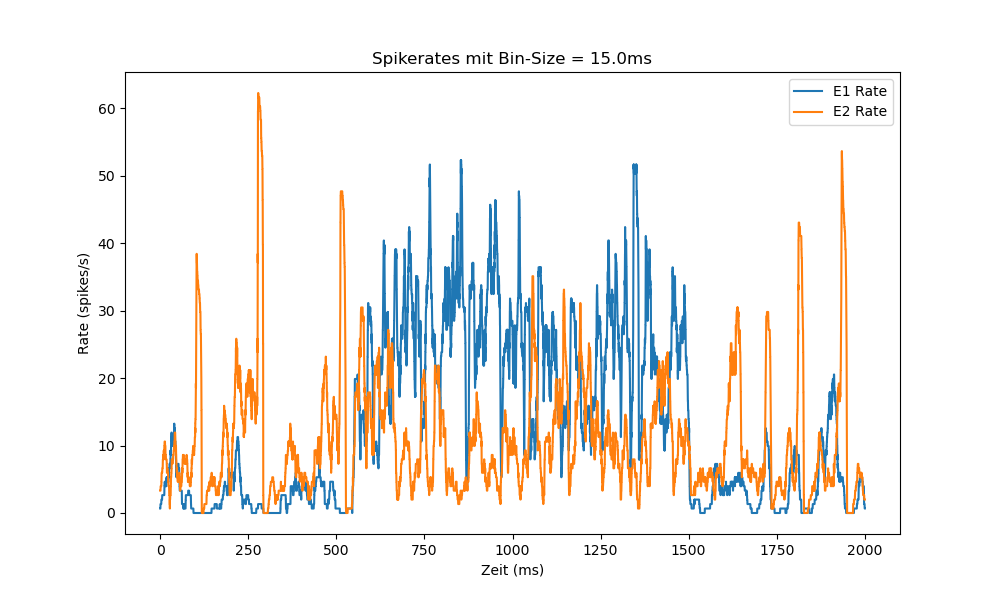 Spikerates mit Bin-Size = 15.0ms
E1 Rate
E2 Rate
Rate (spikes/s)
60
50
40
30
20
10
0
0 250 500 750 1000 1250 1500 1750 2000
Zeit (ms)